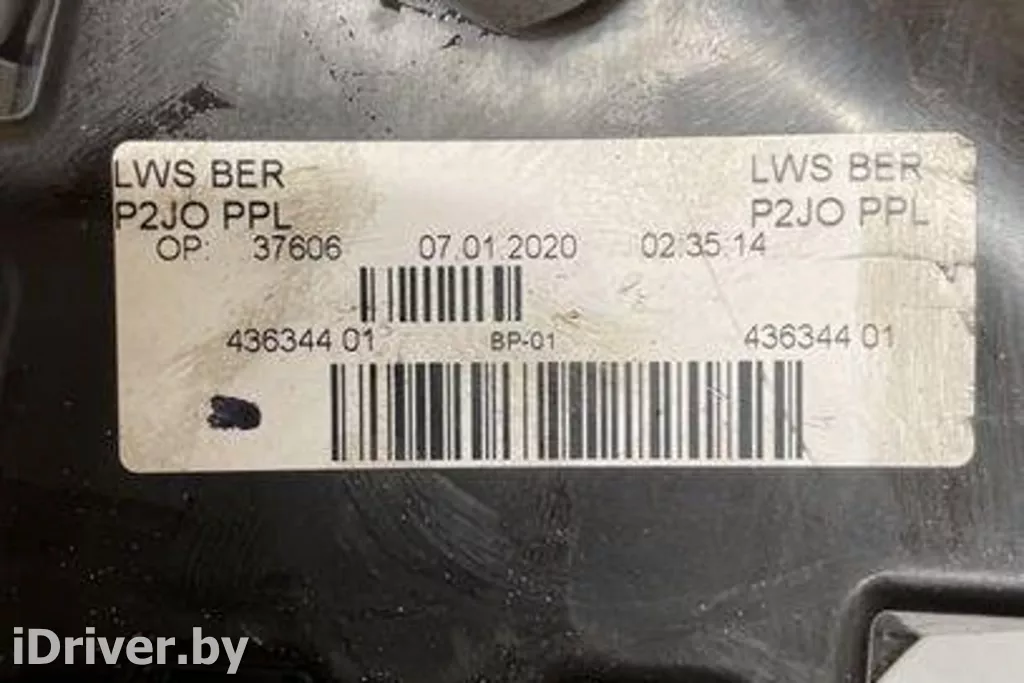 LWS BER LWS BER
P2JO PPL P2JO PPL
OP: 37606 07.01.2020 02.35.14
436344 01 BP-01 436344 01
iDriver.by